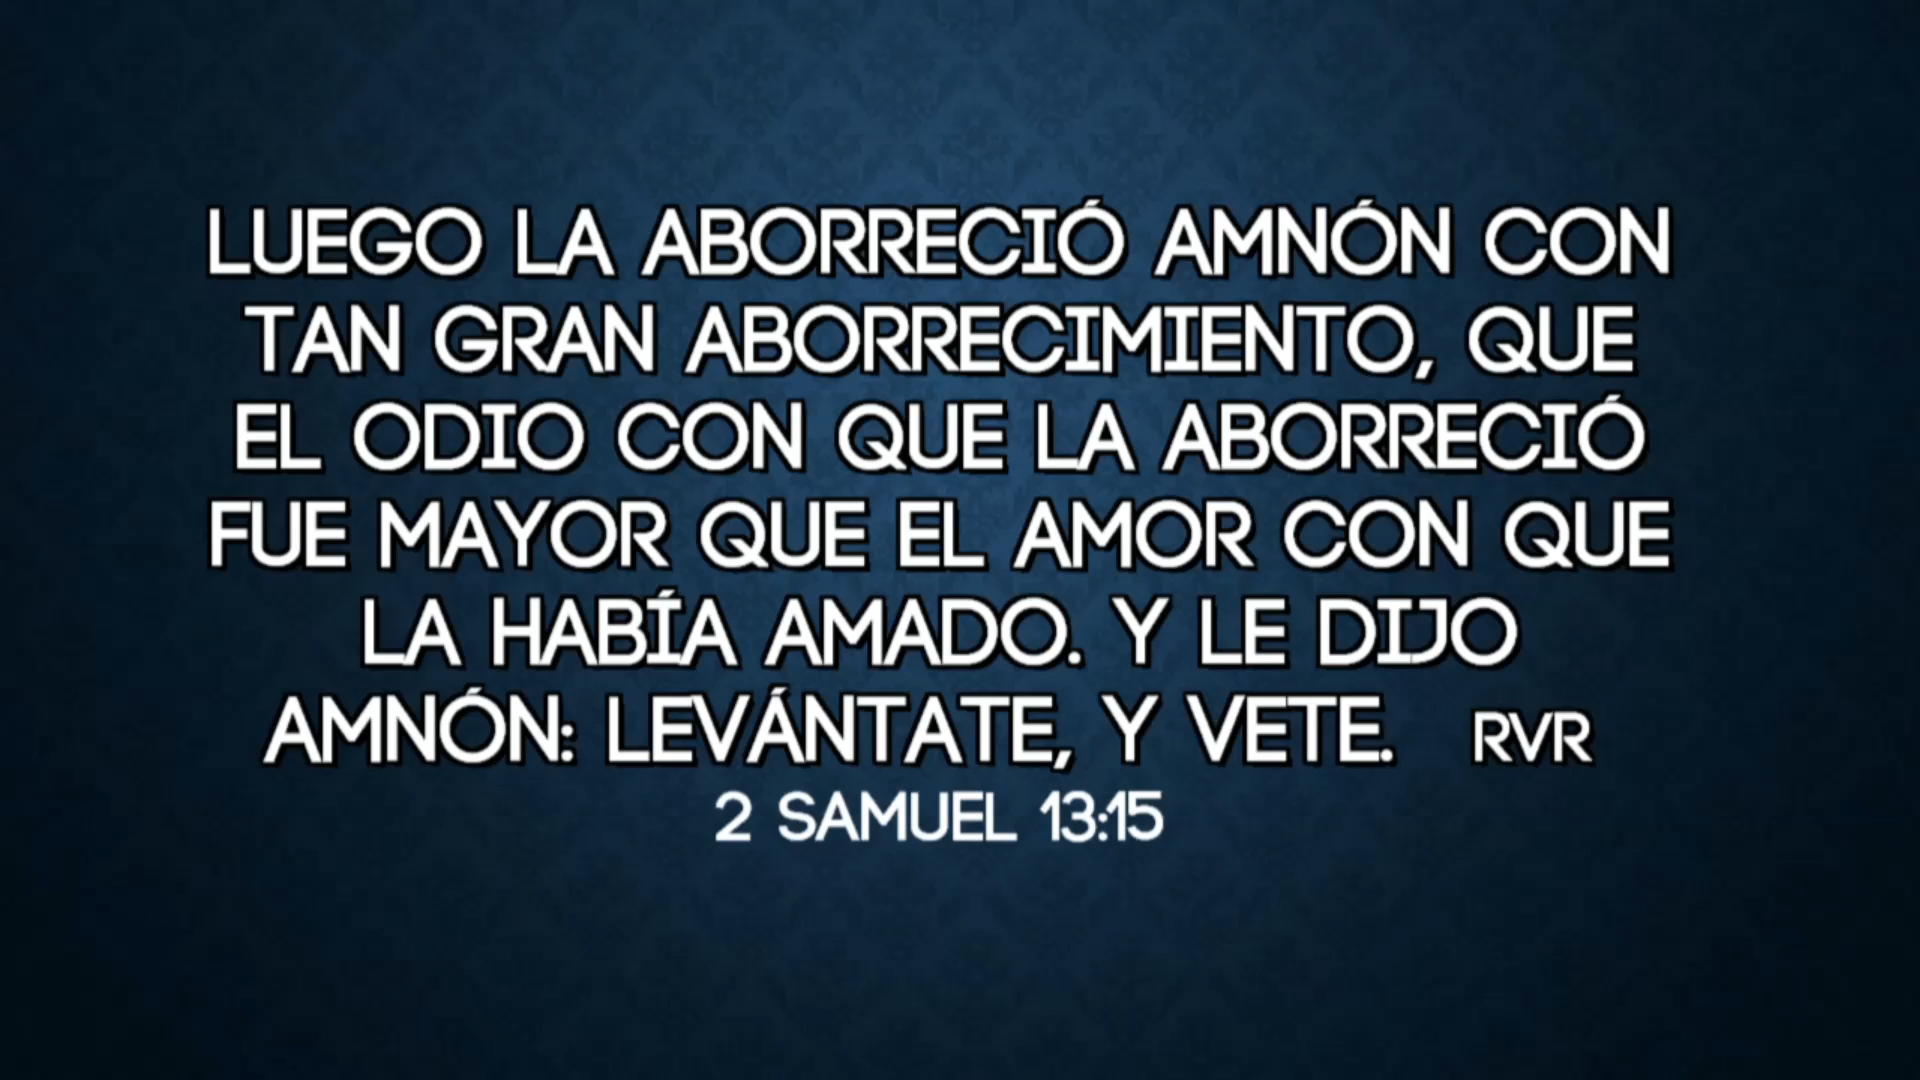 LUEGO LA ABORRECIÓ AMNÓN CON
TAN GRAN ABORRECIMIENTO, QUE
EL ODIO CON QUE LA ABORRECIÓ
FUE MAYOR QUE EL AMOR CON QUE
LA HABÍA AMADO. Y LE DIJO
AMNÓN: LEVÁNTATE, Y VETE. RVR
2 SAMUEL 13:15